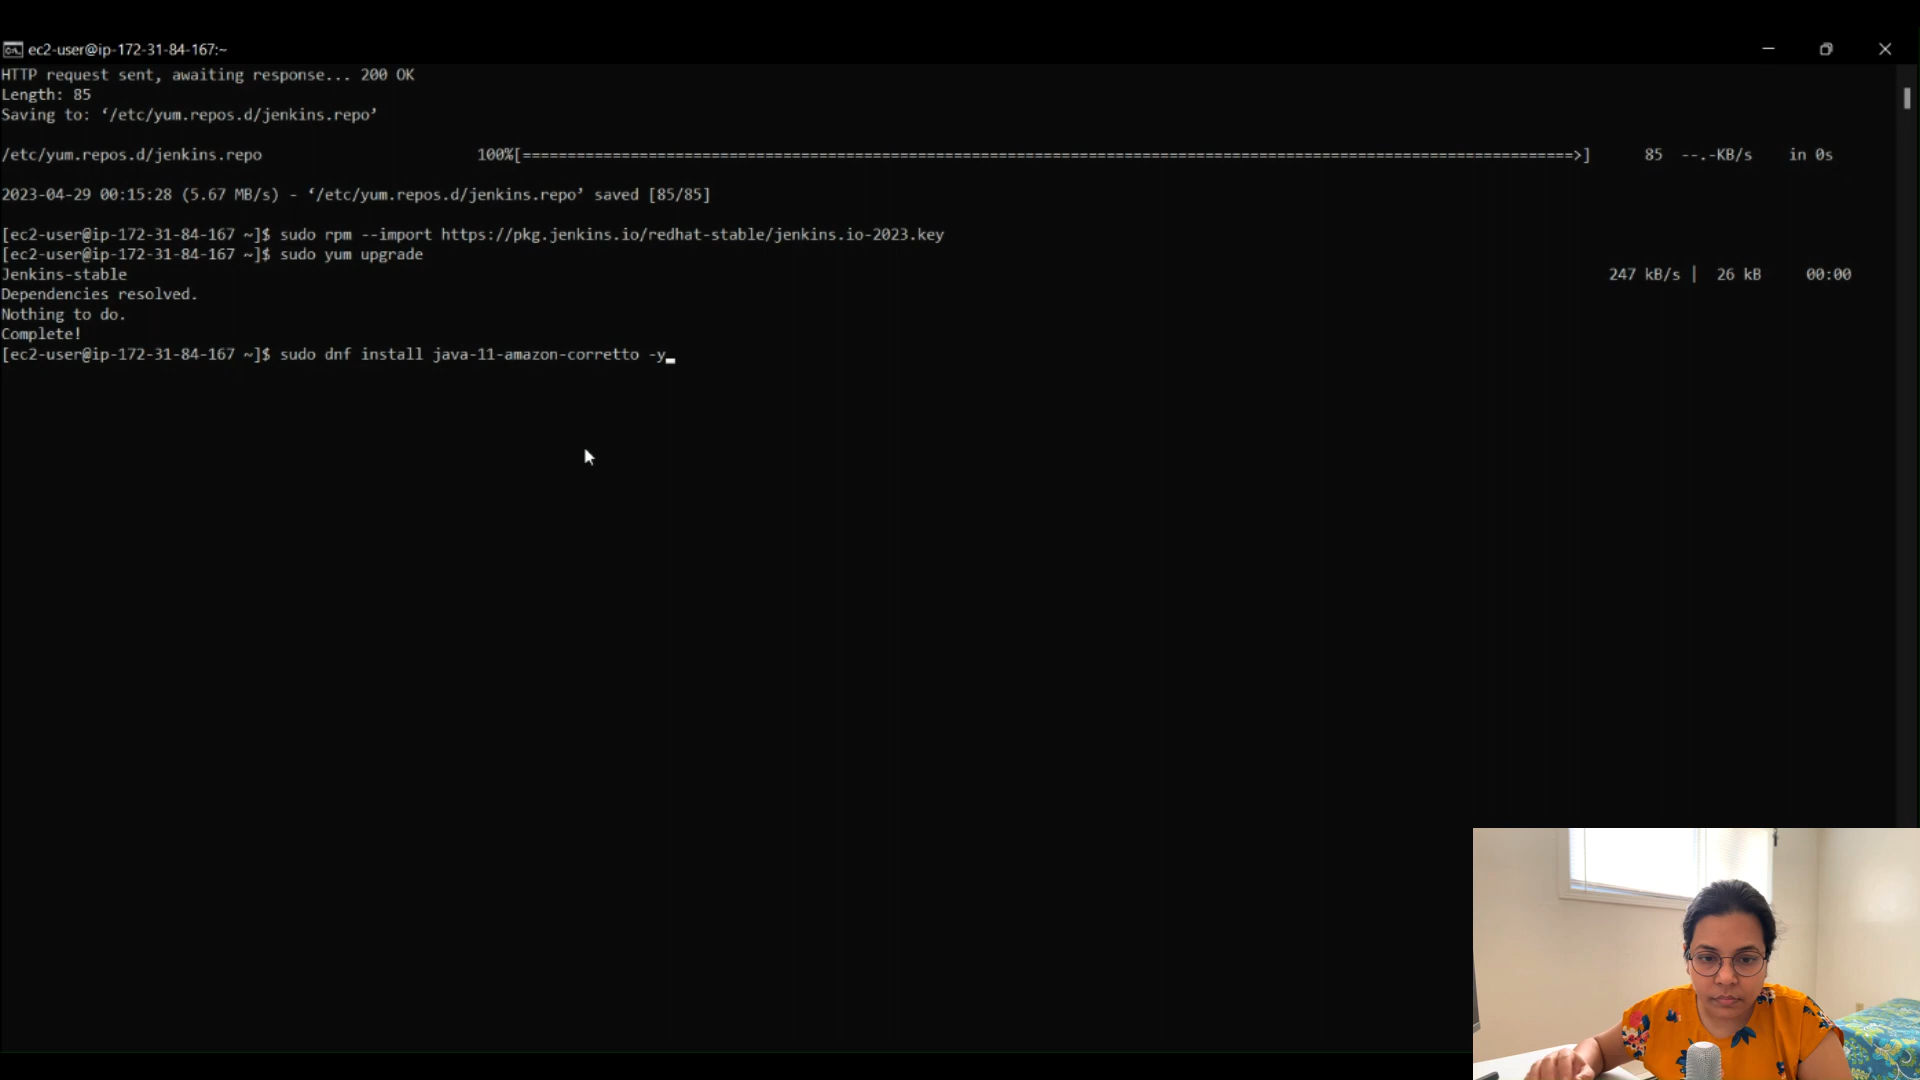 ec2-user@ip-172-31-84-167:~
HTTP request sent, awaiting response... 200 OK
Length: 85
Saving to: ‘/etc/yum.repos.d/jenkins.repo’
/etc/yum.repos.d/jenkins.repo 100%[======================================================================================================================>] 85 --.-KB/s in 0s
2023-04-29 00:15:28 (5.67 MB/s) - ‘/etc/yum.repos.d/jenkins.repo’ saved [85/85]
[ec2-user@ip-172-31-84-167 ~]$ sudo rpm --import https://pkg.jenkins.io/redhat-stable/jenkins.io-2023.key
[ec2-user@ip-172-31-84-167 ~]$ sudo yum upgrade
Jenkins-stable 247 kB/s | 26 kB 00:00
Dependencies resolved.
Nothing to do.
Complete!
[ec2-user@ip-172-31-84-167 ~]$ sudo dnf install java-11-amazon-corretto -y